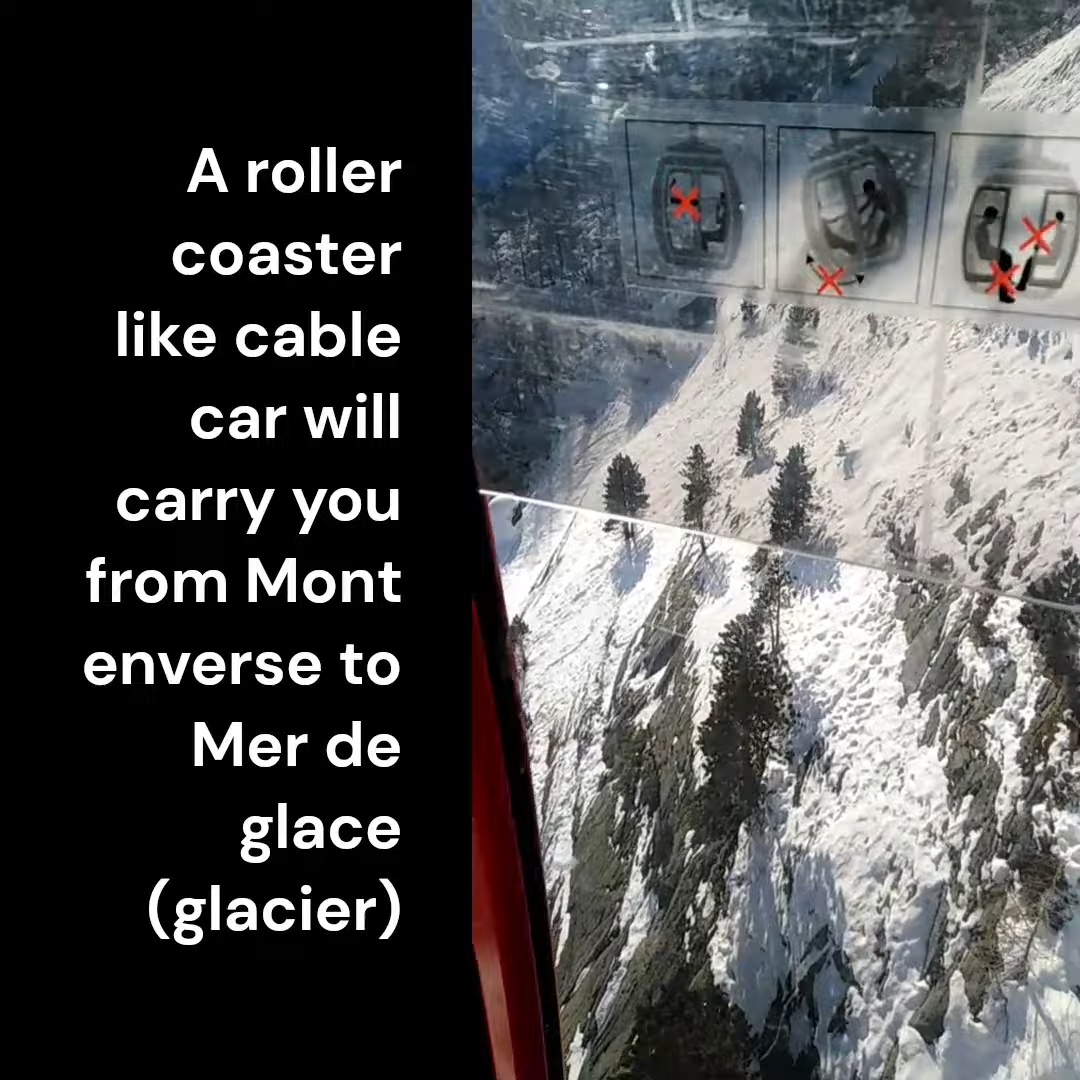 A roller
coaster
like cable
car will
carry you
from Mont
enverse to
Mer de
glace
(glacier)